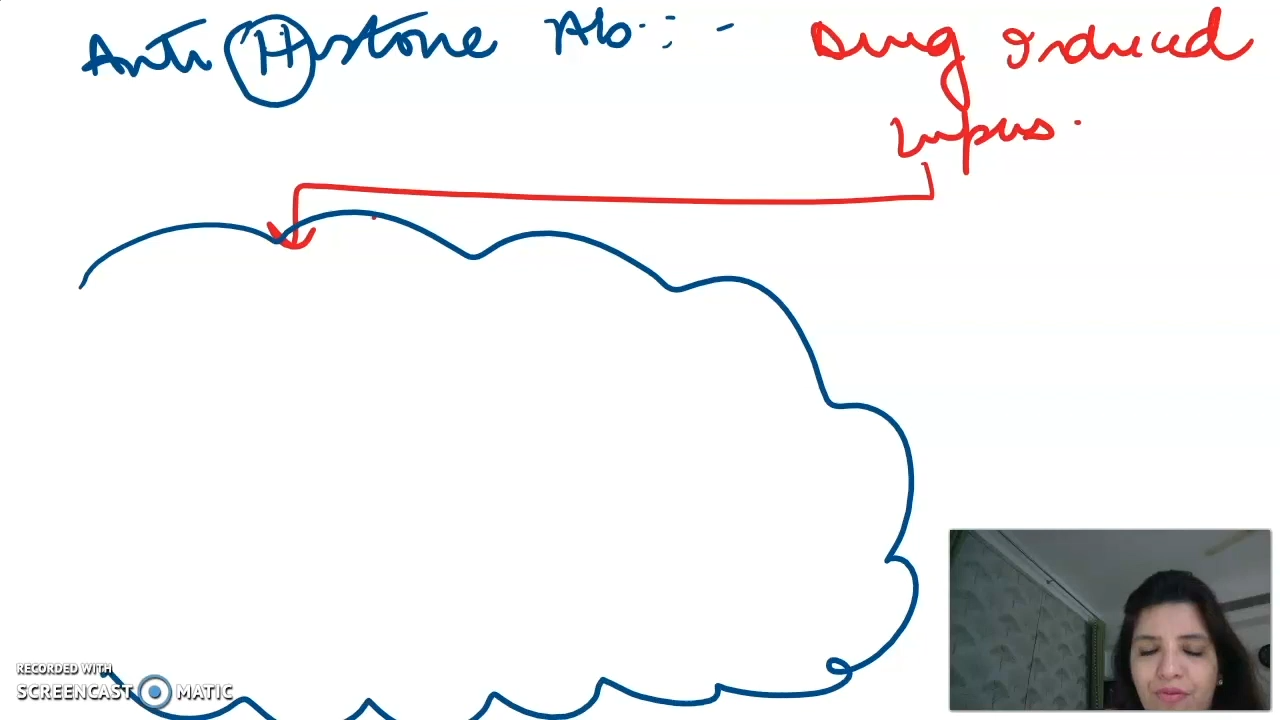 Anti Histone Ab : - Drug Induced
Lupus.
RECORDED WITH
SCREENCAST MATIC